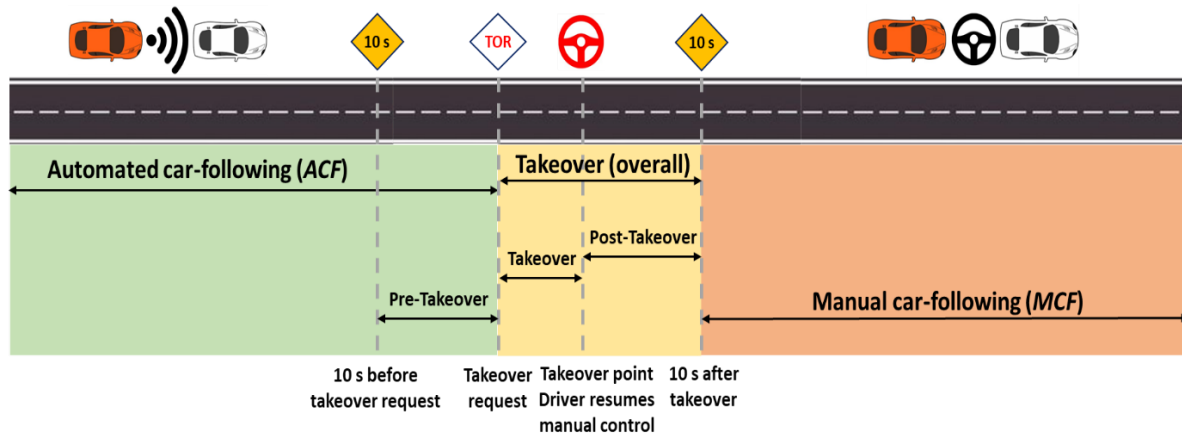 10 s
TOR
10 s
Automated car-following (ACF)
Takeover (overall)
Post-Takeover
Takeover
Pre-Takeover
Manual car-following (MCF)
10 s before
takeover request
Takeover
request
Takeover point
Driver resumes
manual control
10 s after
takeover